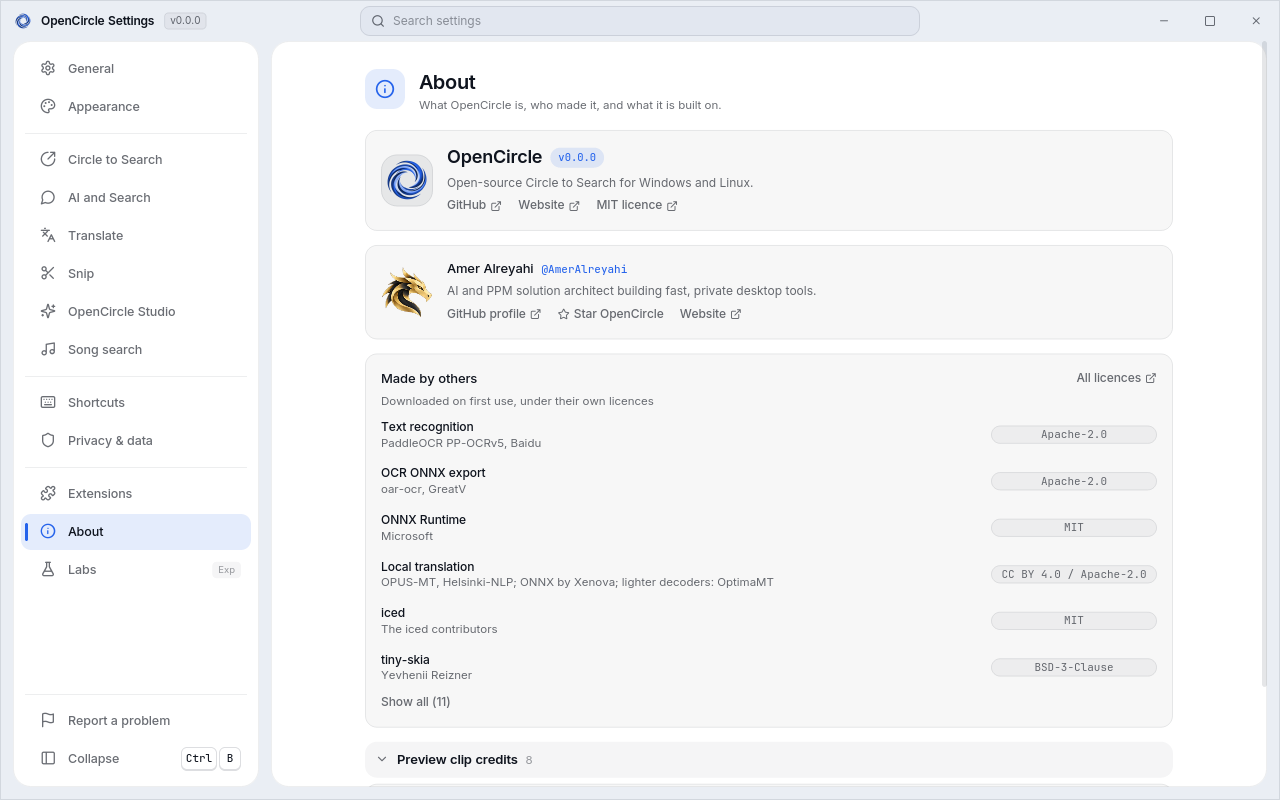 OpenCircle Settings v0.0.0
Search settings
General
Appearance
Circle to Search
AI and Search
Translate
Snip
OpenCircle Studio
Song search
Shortcuts
Privacy & data
Extensions
About
Labs Exp
Report a problem
Collapse Ctrl B
About
What OpenCircle is, who made it, and what it is built on.
OpenCircle v0.0.0
Open-source Circle to Search for Windows and Linux.
GitHub Website MIT licence
Amer Alreyahi @AmerAlreyahi
AI and PPM solution architect building fast, private desktop tools.
GitHub profile Star OpenCircle Website
Made by others All licences
Downloaded on first use, under their own licences
Text recognition
PaddleOCR PP-OCRv5, Baidu
Apache-2.0
OCR ONNX export
oar-ocr, GreatV
Apache-2.0
ONNX Runtime
Microsoft
MIT
Local translation
OPUS-MT, Helsinki-NLP; ONNX by Xenova; lighter decoders: OptimaMT
CC BY 4.0 / Apache-2.0
iced
The iced contributors
MIT
tiny-skia
Yevhenii Reizner
BSD-3-Clause
Show all (11)
Preview clip credits 8